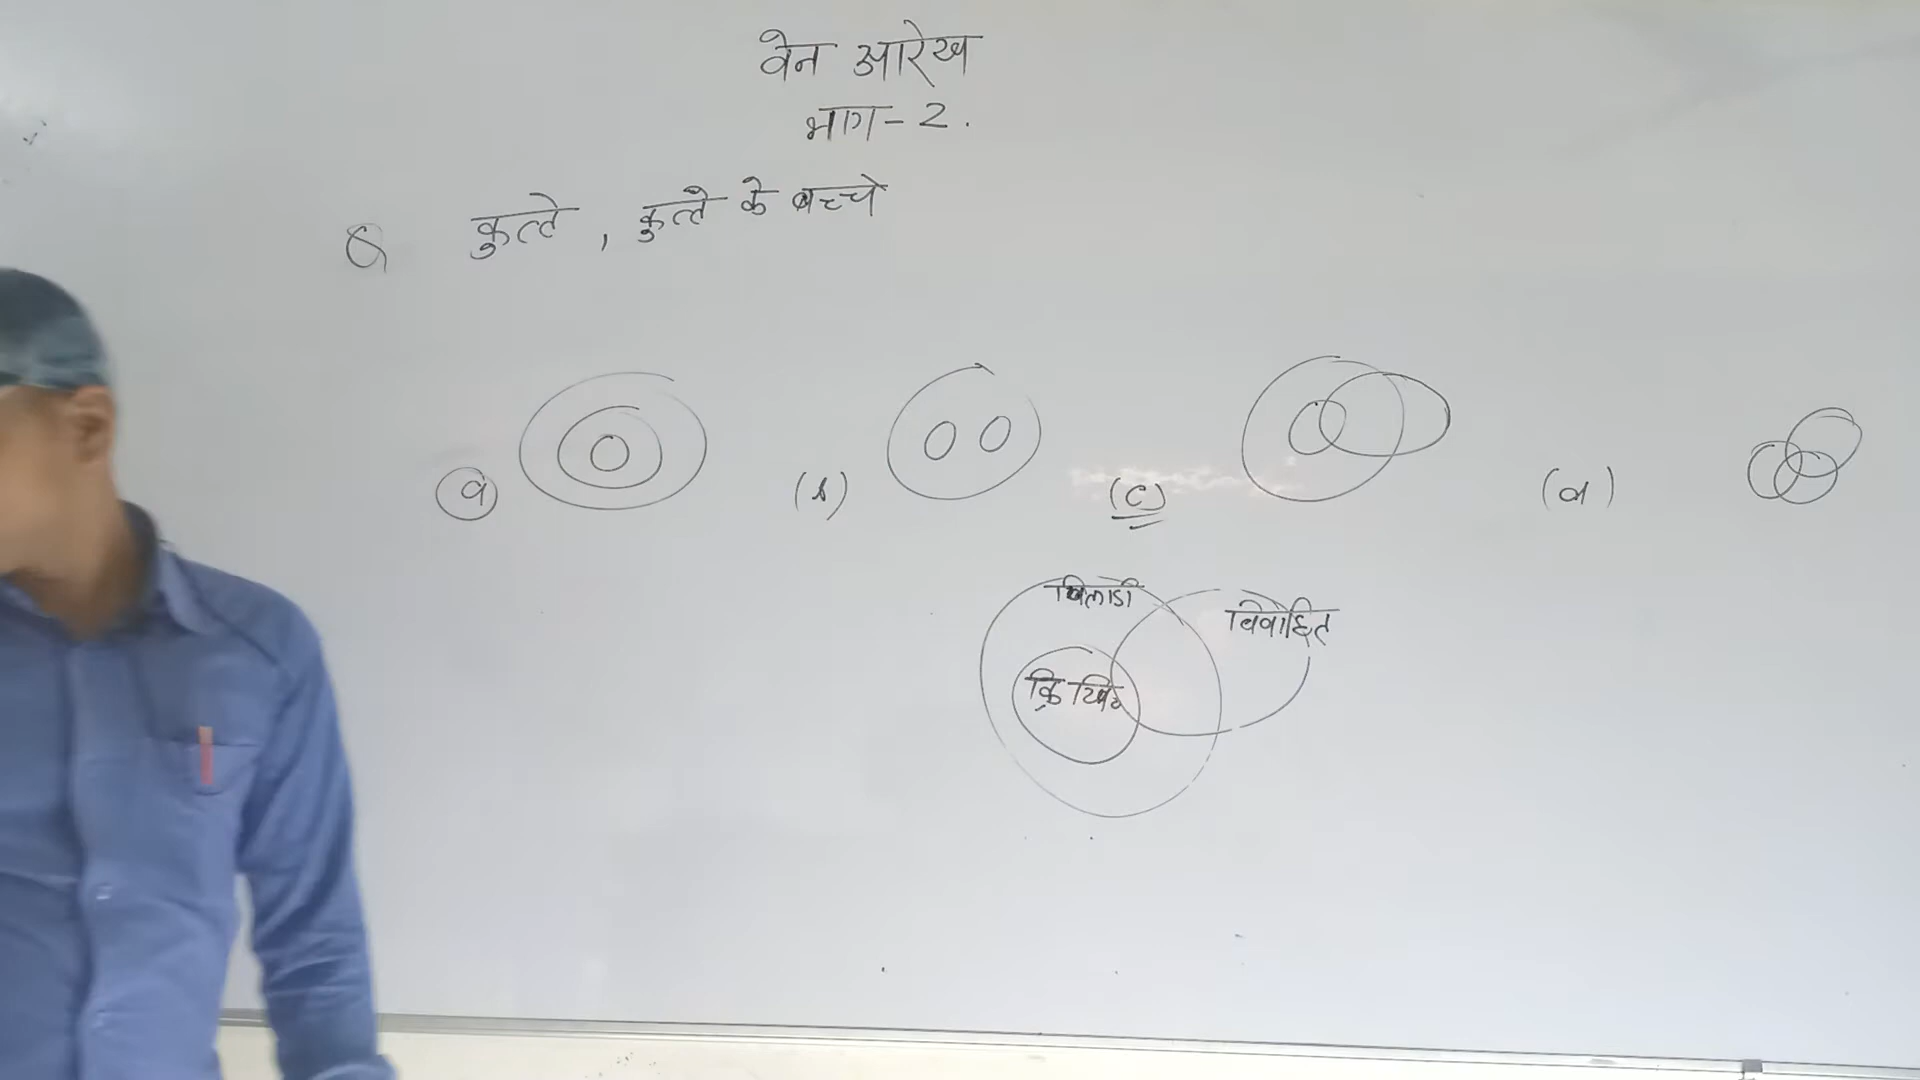 वेन आरेख
भाग-2.
Q कुत्ते, कुत्ते के बच्चे
(a) (b) (c) (d)
खिलाडी
विवाहित